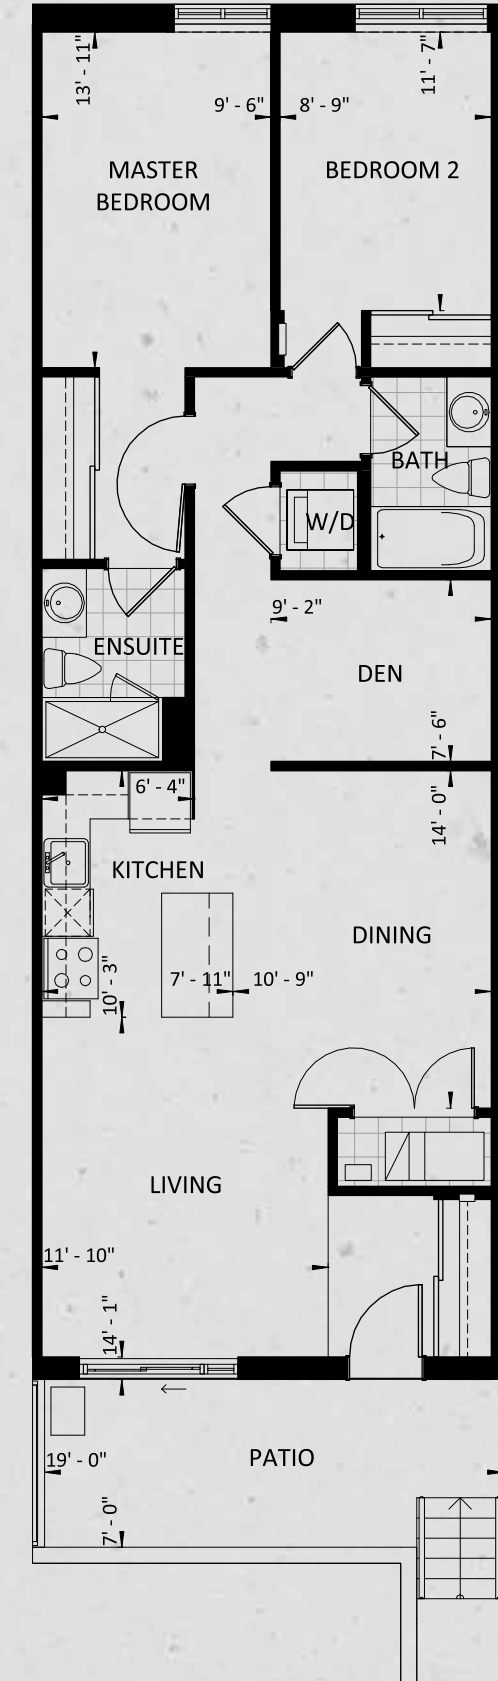 13' - 11"
11' - 7"
9' - 6"
8' - 9"
MASTER
BEDROOM
BEDROOM 2
BATH
W/D
9' - 2"
ENSUITE
DEN
7' - 6"
6' - 4"
14' - 0"
KITCHEN
DINING
10' - 3"
7' - 11"
10' - 9"
LIVING
11' - 10"
14' - 1"
PATIO
19' - 0"
7' - 0"